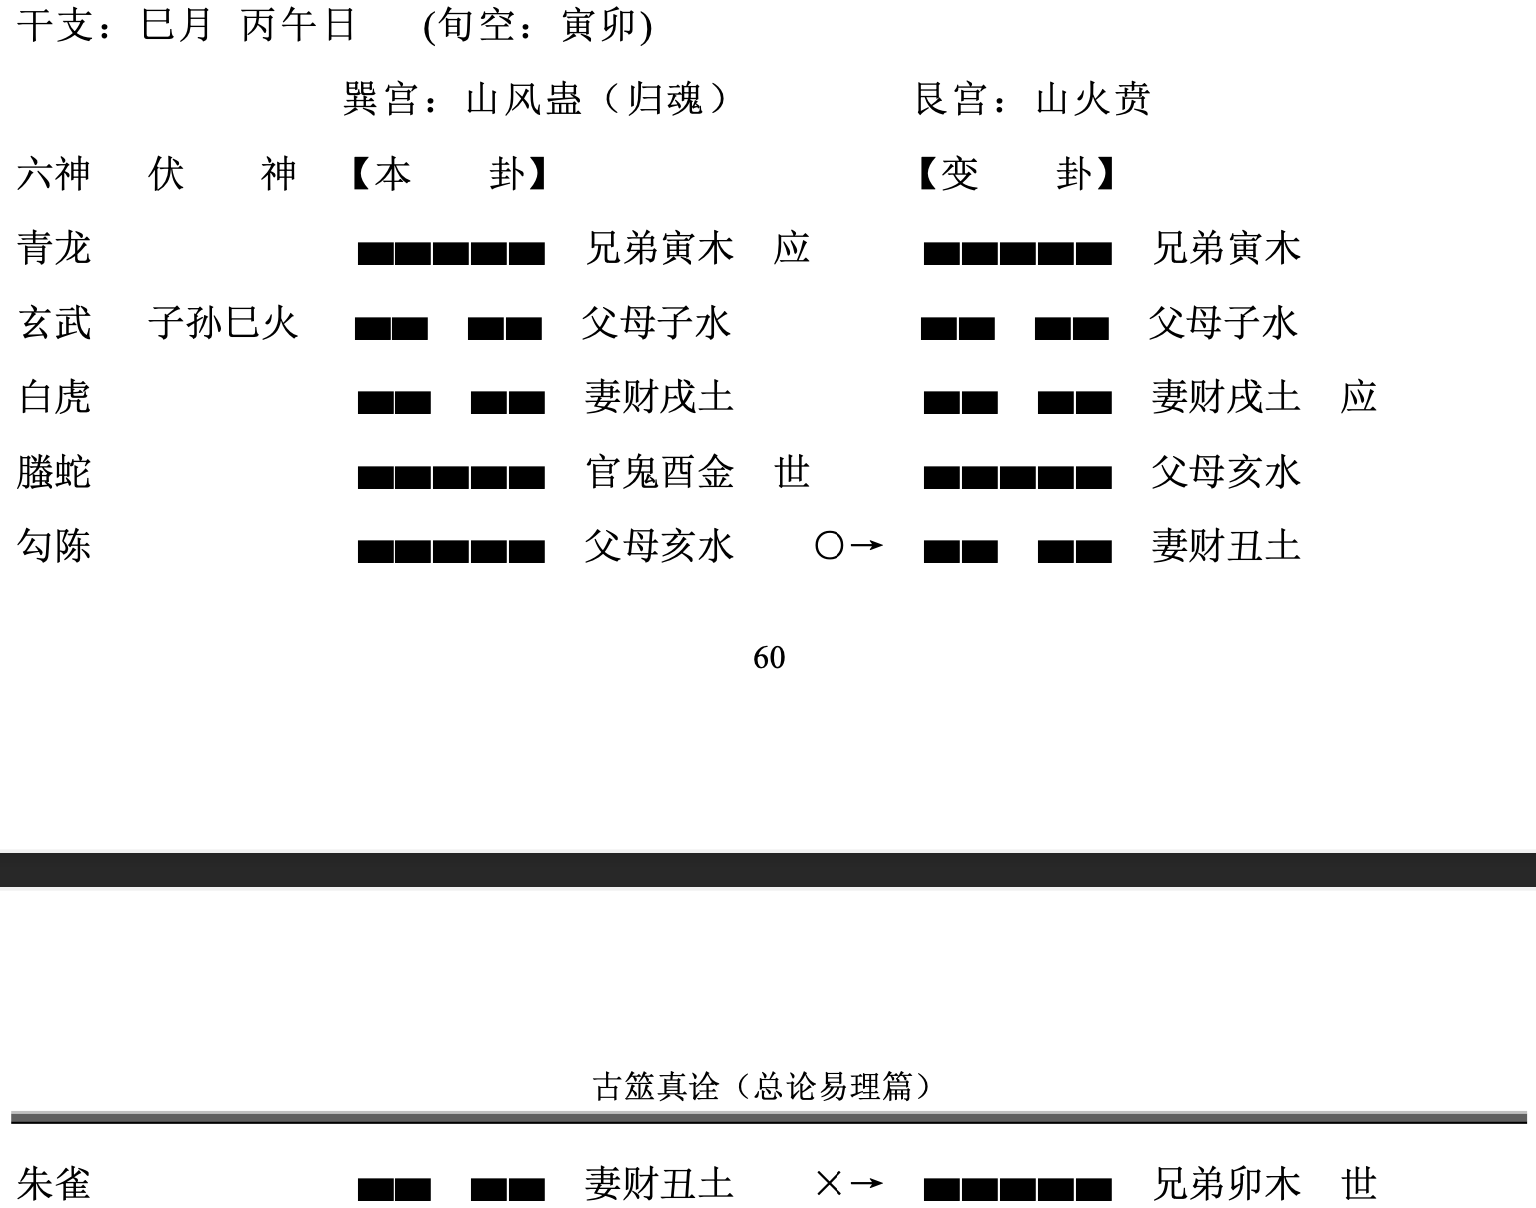 干支：巳月 丙午日 (旬空：寅卯)
巽宫：山风蛊（归魂） 艮宫：山火贲
六神 伏 神 【本 卦】 【变 卦】
青龙 兄弟寅木 应 兄弟寅木
玄武 子孙巳火 父母子水 父母子水
白虎 妻财戌土 妻财戌土 应
螣蛇 官鬼酉金 世 父母亥水
勾陈 父母亥水 ○→ 妻财丑土
60
古筮真诠（总论易理篇）
朱雀 妻财丑土 ×→ 兄弟卯木 世